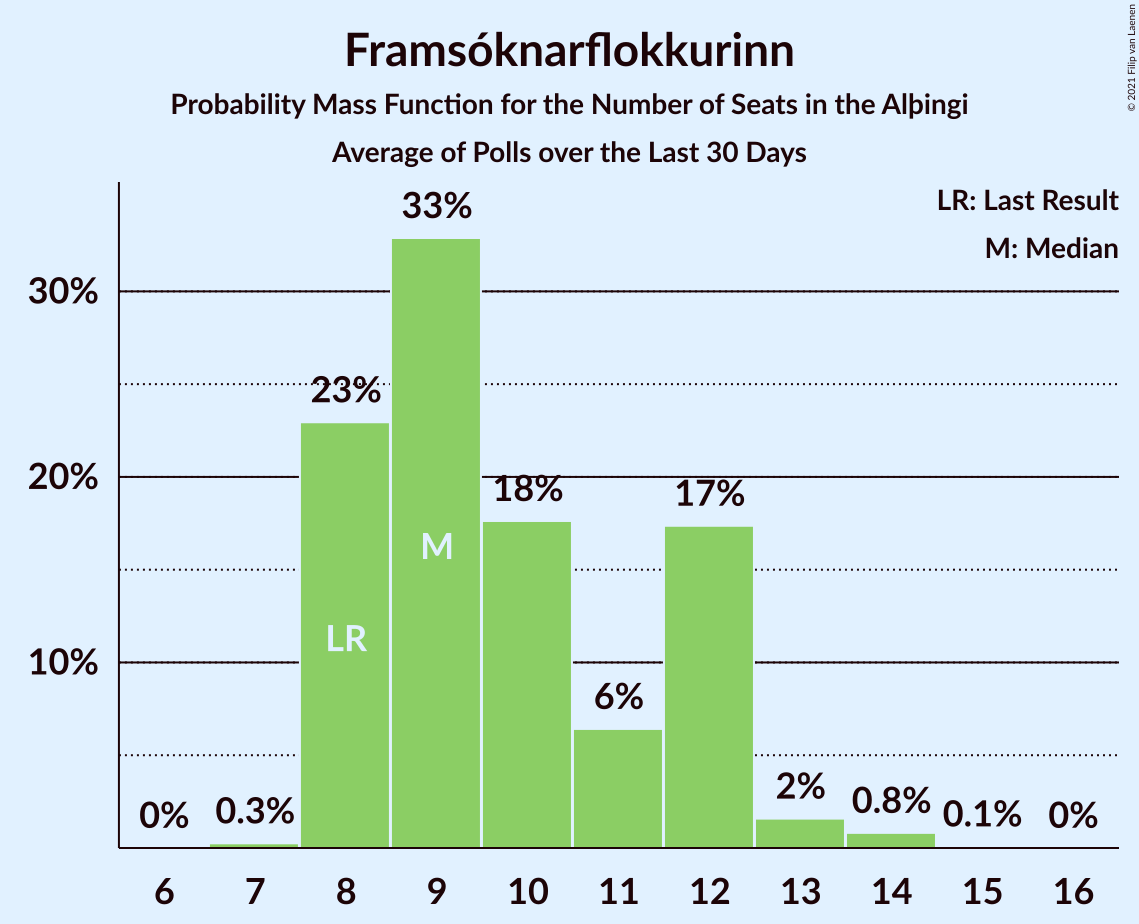 Framsóknarflokkurinn
Probability Mass Function for the Number of Seats in the Alþingi
Average of Polls over the Last 30 Days
© 2021 Filip van Laenen
LR: Last Result
M: Median
30%
20%
10%
0%
0.3%
23%
33%
18%
6%
17%
2%
0.8%
0.1%
0%
LR
M
6 7 8 9 10 11 12 13 14 15 16